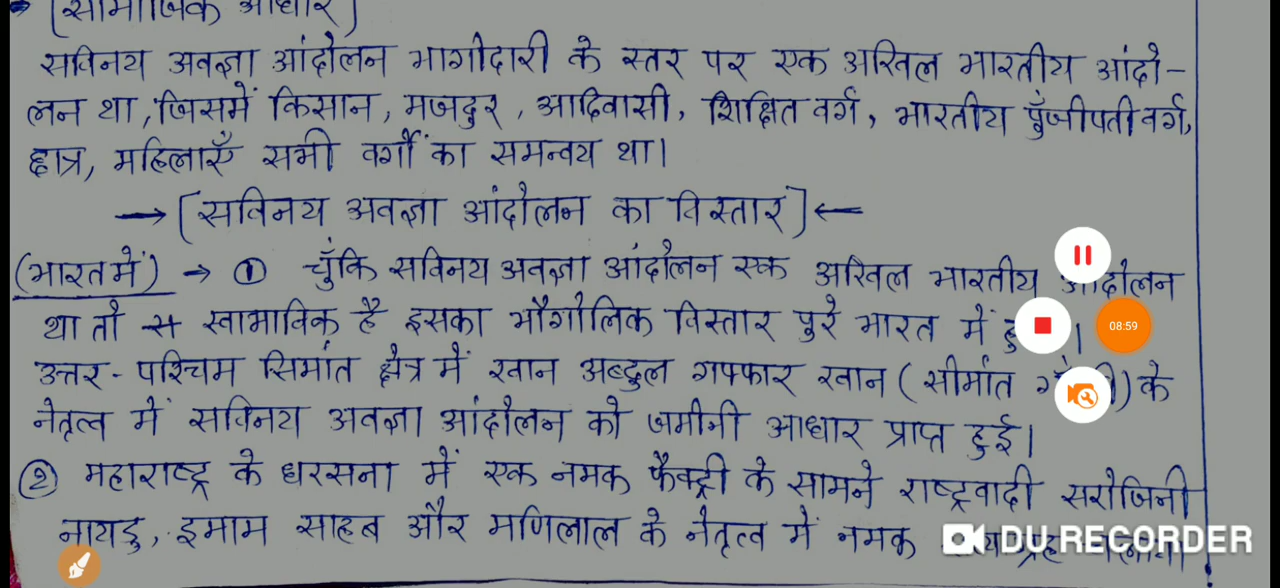 → [सामाजिक आधार]
सविनय अवज्ञा आंदोलन भागीदारी के स्तर पर एक अखिल भारतीय आंदो-
लन था, जिसमें किसान, मजदुर, आदिवासी, शिक्षित वर्ग, भारतीय पुँजीपती वर्ग,
छात्र, महिलाएँ सभी वर्गों का समन्वय था।
→ [सविनय अवज्ञा आंदोलन का विस्तार] ←
(भारत में) → ① चुँकि सविनय अवज्ञा आंदोलन एक अखिल भारतीय आंदोलन
था तो स्वाभाविक है इसका भौगोलिक विस्तार पुरे भारत में
08:59
उत्तर - पश्चिम सिमांत क्षेत्र में खान अब्दुल गफ्फार खान (सीमांत के
नेतृत्व में सविनय अवज्ञा आंदोलन को जमीनी आधार प्राप्त हुई।
② महाराष्ट्र के धरसना में एक नमक फैक्ट्री के सामने राष्ट्रवादी सरोजिनी
नायडु, इमाम साहब और मणिलाल के नेतृत्व में नमक
DU RECORDER